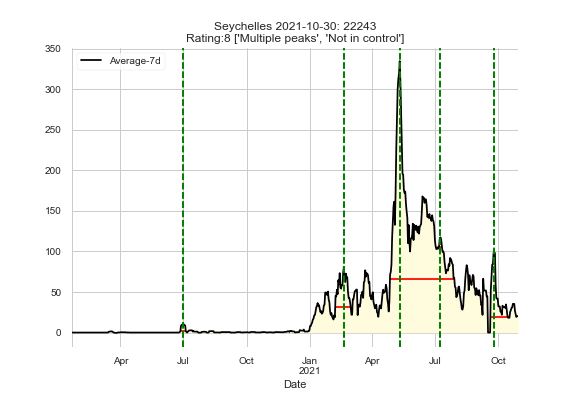 Seychelles 2021-10-30: 22243
Rating:8 ['Multiple peaks', 'Not in control']
350
Average-7d
300
250
200
150
100
50
0
Apr
Jul
Oct
Jan
2021
Apr
Jul
Oct
Date